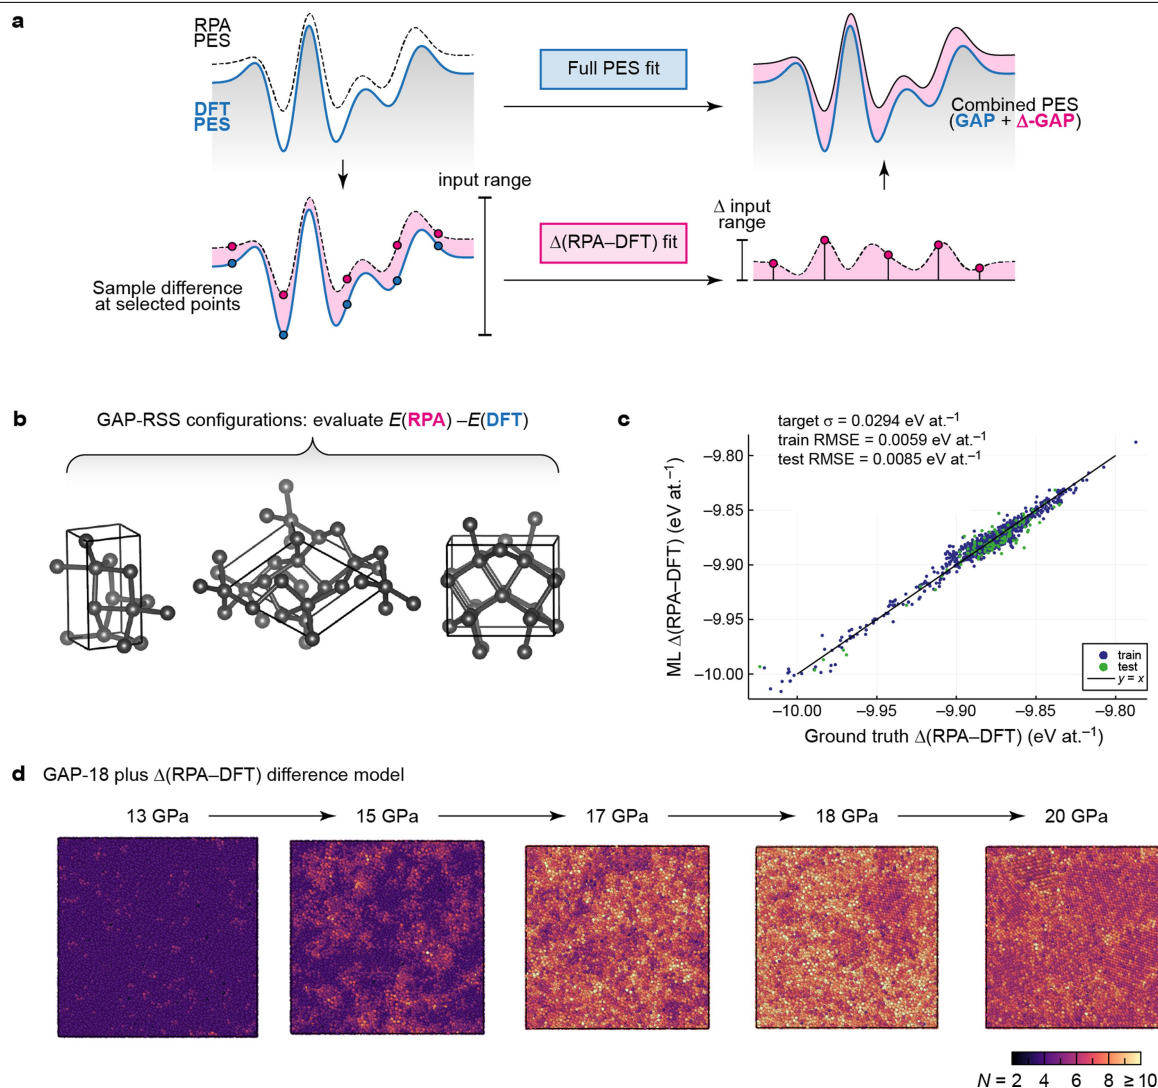 a
RPA
PES
DFT
PES
Full PES fit
Combined PES
(GAP + Δ-GAP)
input range
Δ(RPA–DFT) fit
Δ input
range
Sample difference
at selected points
b
GAP-RSS configurations: evaluate E(RPA) –E(DFT)
c
target σ = 0.0294 eV at.⁻¹
train RMSE = 0.0059 eV at.⁻¹
test RMSE = 0.0085 eV at.⁻¹
ML Δ(RPA–DFT) (eV at.⁻¹)
–9.80
–9.85
–9.90
–9.95
–10.00
train
test
y = x
–10.00 –9.95 –9.90 –9.85 –9.80
Ground truth Δ(RPA–DFT) (eV at.⁻¹)
d GAP-18 plus Δ(RPA–DFT) difference model
13 GPa 15 GPa 17 GPa 18 GPa 20 GPa
N = 2 4 6 8 ≥ 10